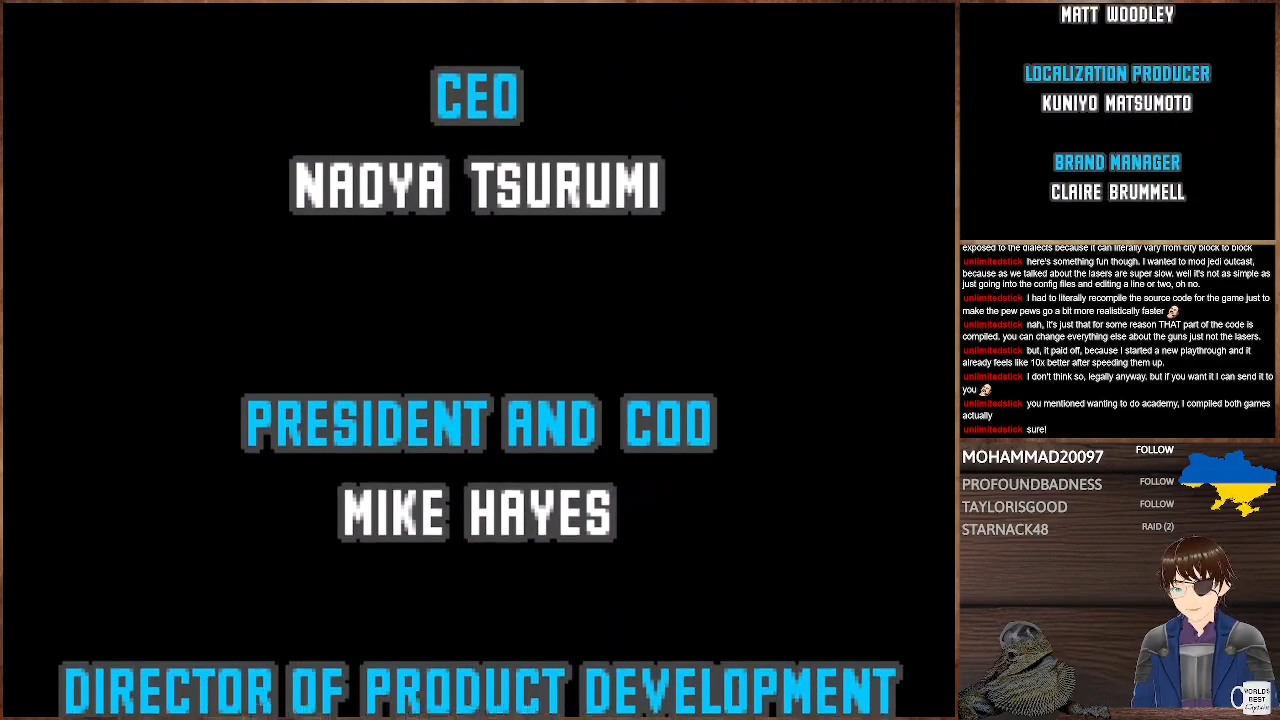 CEO
NAOYA TSURUMI
PRESIDENT AND COO
MIKE HAYES
DIRECTOR OF PRODUCT DEVELOPMENT
MATT WOODLEY
LOCALIZATION PRODUCER
KUNIYO MATSUMOTO
BRAND MANAGER
CLAIRE BRUMMELL
exposed to the dialects because it can literally vary from city block to block
unlimitedstick here's something fun though. I wanted to mod jedi outcast,
because as we talked about the lasers are super slow. well it's not as simple as
just going into the config files and editing a line or two, oh no.
unlimitedstick I had to literally recompile the source code for the game just to
make the pew pews go a bit more realistically faster
unlimitedstick nah, it's just that for some reason THAT part of the code is
compiled. you can change everything else about the guns just not the lasers.
unlimitedstick but, it paid off, because I started a new playthrough and it
already feels like 10x better after speeding them up.
unlimitedstick I don't think so, legally anyway. but if you want it I can send it to
you
unlimitedstick you mentioned wanting to do academy, I compiled both games
actually
unlimitedstick sure!
MOHAMMAD20097 FOLLOW
PROFOUNDBADNESS FOLLOW
TAYLORISGOOD FOLLOW
STARNACK48 RAID (2)
WORLD'S
BEST
Captain